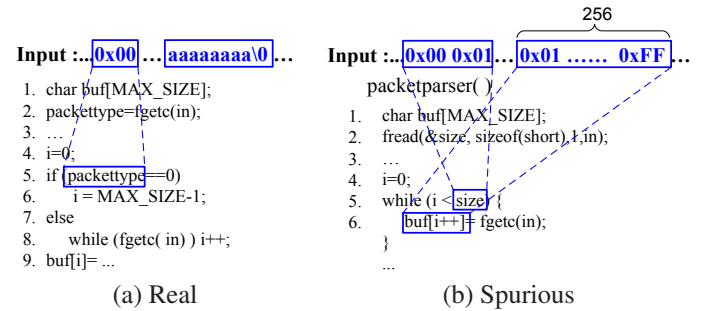 Input :...0x00 ... aaaaaaaa\0 ...
1. char buf[MAX_SIZE];
2. packettype=fgetc(in);
3. ...
4. i=0;
5. if (packettype==0)
6. i = MAX_SIZE-1;
7. else
8. while (fgetc( in) ) i++;
9. buf[i]= ...
(a) Real
256
Input :...0x00 0x01... 0x01 ...... 0xFF ...
packetparser( )
1. char buf[MAX_SIZE];
2. fread(&size, sizeof(short),1,in);
3. ...
4. i=0;
5. while (i < size) {
6. buf[i++]= fgetc(in);
}
...
(b) Spurious